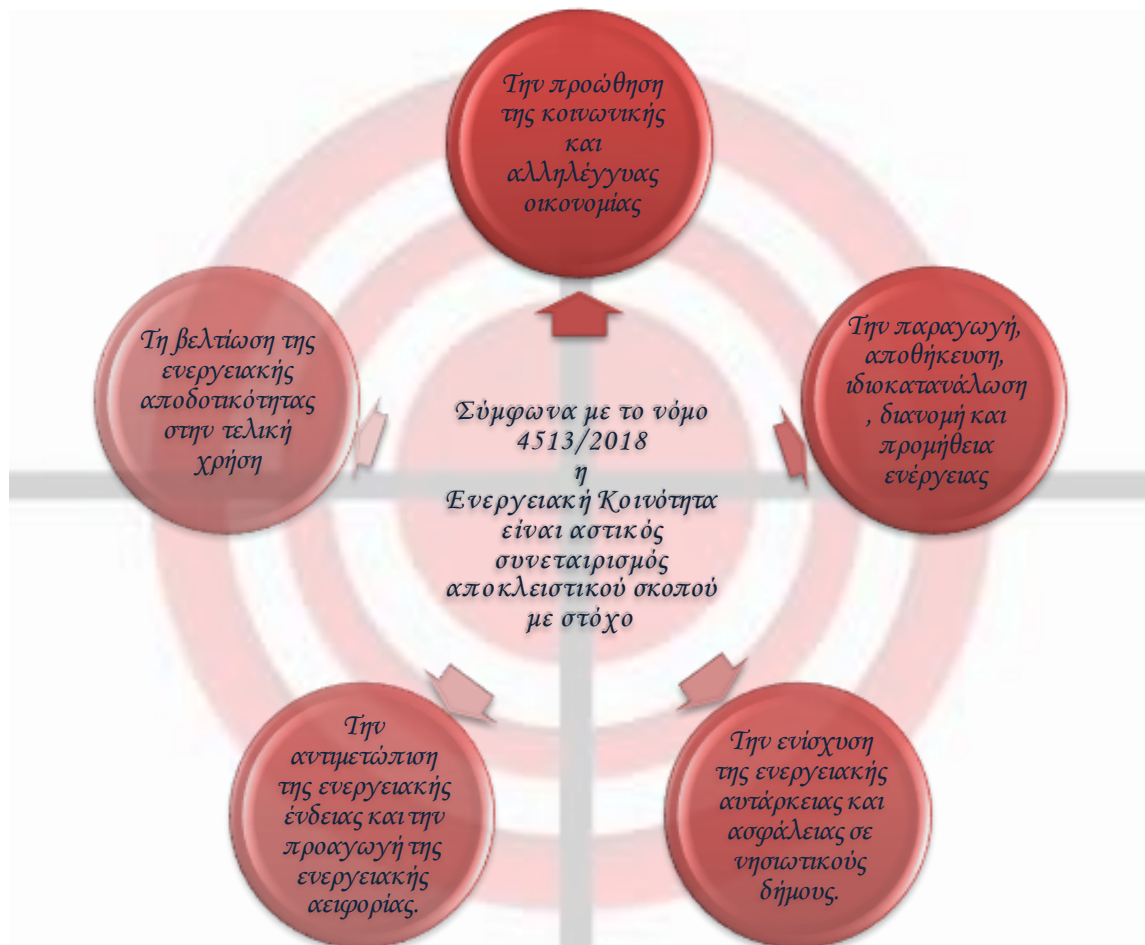 Την προώθηση
της κοινωνικής
και
αλληλέγγυας
οικονομίας
Την παραγωγή,
αποθήκευση,
ιδιοκατανάλωση
, διανομή και
προμήθεια
ενέργειας
Την ενίσχυση
της ενεργειακής
αυτάρκειας και
ασφάλειας σε
νησιωτικούς
δήμους.
Την
αντιμετώπιση
της ενεργειακής
ένδειας και την
προαγωγή της
ενεργειακής
αειφορίας.
Τη βελτίωση της
ενεργειακής
αποδοτικότητας
στην τελική
χρήση
Σύμφωνα με το νόμο
4513/2018
η
Ενεργειακή Κοινότητα
είναι αστικός
συνεταιρισμός
αποκλειστικού σκοπού
με στόχο